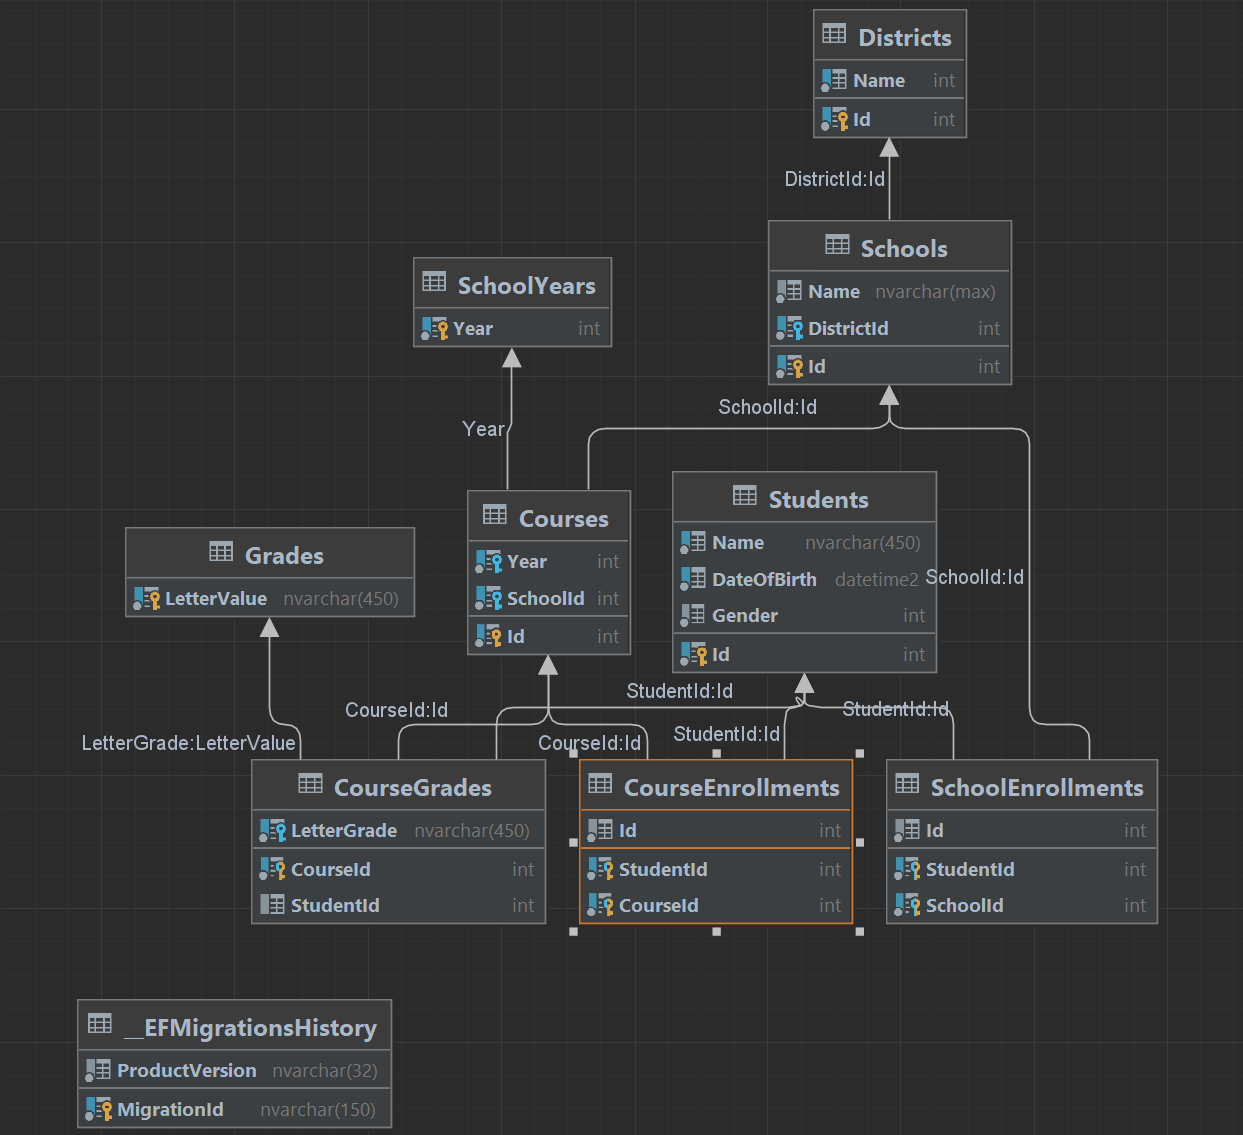 Districts
Name int
Id int
DistrictId:Id
Schools
Name nvarchar(max)
DistrictId int
Id int
SchoolYears
Year int
SchoolId:Id
Year
Courses
Year int
SchoolId int
Id int
Students
Name nvarchar(450)
DateOfBirth datetime2
Gender int
Id int
SchoolId:Id
Grades
LetterValue nvarchar(450)
StudentId:Id
CourseId:Id
StudentId:Id
LetterGrade:LetterValue
CourseId:Id
StudentId:Id
CourseGrades
LetterGrade nvarchar(450)
CourseId int
StudentId int
CourseEnrollments
Id int
StudentId int
CourseId int
SchoolEnrollments
Id int
StudentId int
SchoolId int
__EFMigrationsHistory
ProductVersion nvarchar(32)
MigrationId nvarchar(150)